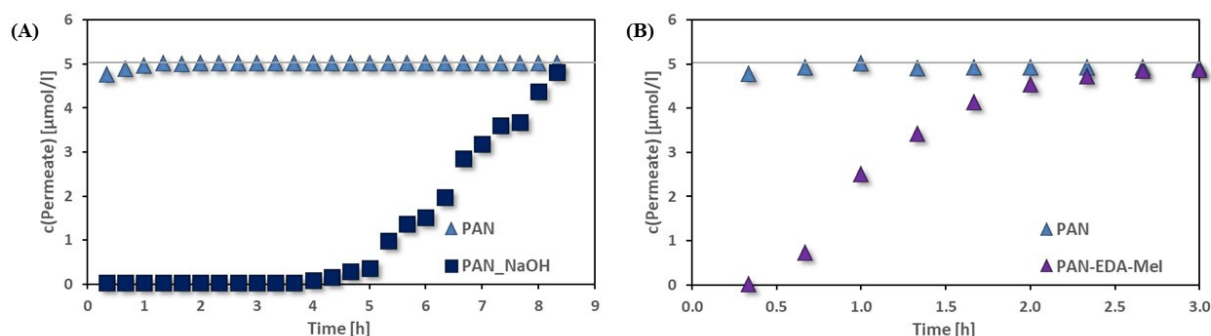 (A)
c(Permeate) [µmol/l]
6
5
4
3
2
1
0
PAN
PAN_NaOH
0 1 2 3 4 5 6 7 8 9
Time [h]
(B)
c(Permeate) [µmol/l]
6
5
4
3
2
1
0
PAN
PAN-EDA-Mel
0.0 0.5 1.0 1.5 2.0 2.5 3.0
Time [h]